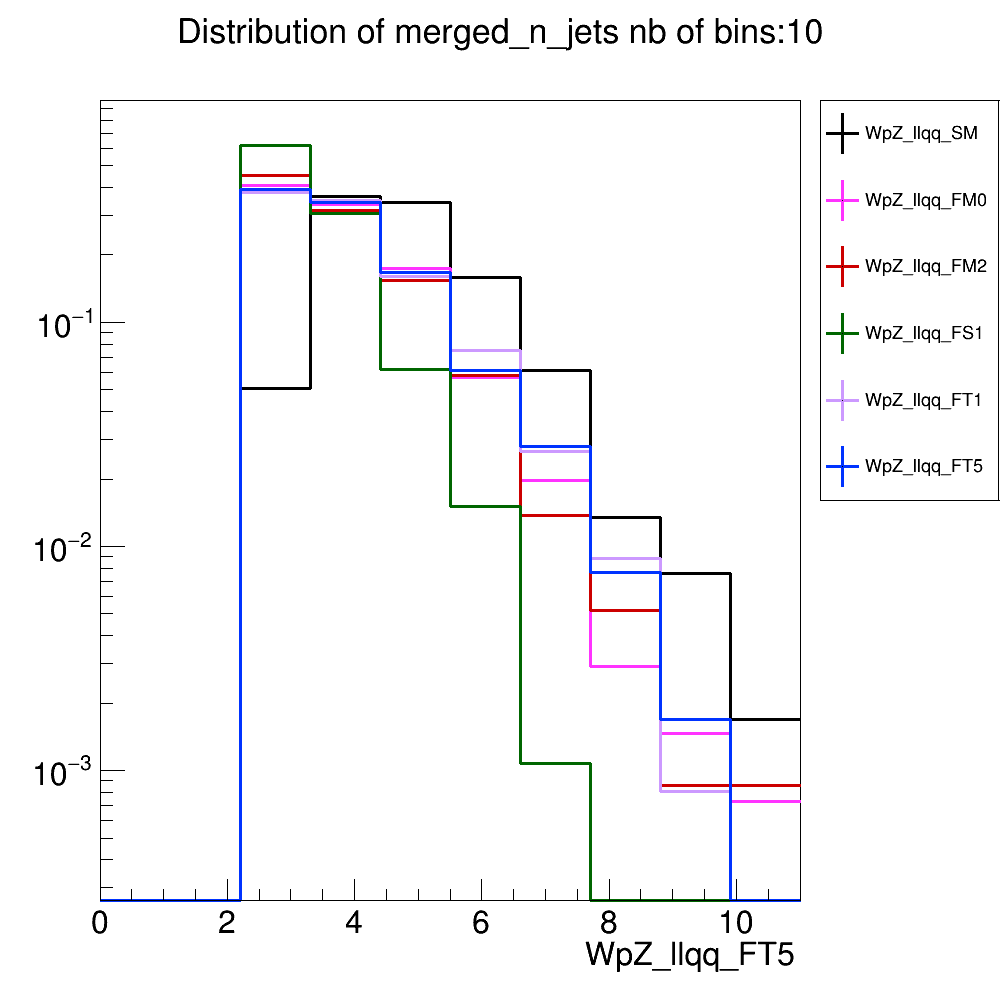 Distribution of merged_n_jets nb of bins:10
WpZ_llqq_SM
WpZ_llqq_FM0
WpZ_llqq_FM2
WpZ_llqq_FS1
WpZ_llqq_FT1
WpZ_llqq_FT5
10⁻¹
10⁻²
10⁻³
0 2 4 6 8 10
WpZ_llqq_FT5